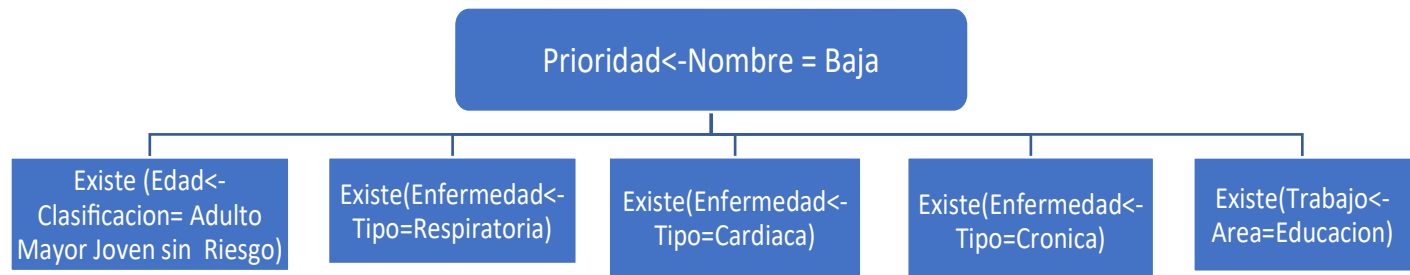 Prioridad<-Nombre = Baja
Existe (Edad<-
Clasificacion= Adulto
Mayor Joven sin Riesgo)
Existe(Enfermedad<-
Tipo=Respiratoria)
Existe(Enfermedad<-
Tipo=Cardiaca)
Existe(Enfermedad<-
Tipo=Cronica)
Existe(Trabajo<-
Area=Educacion)